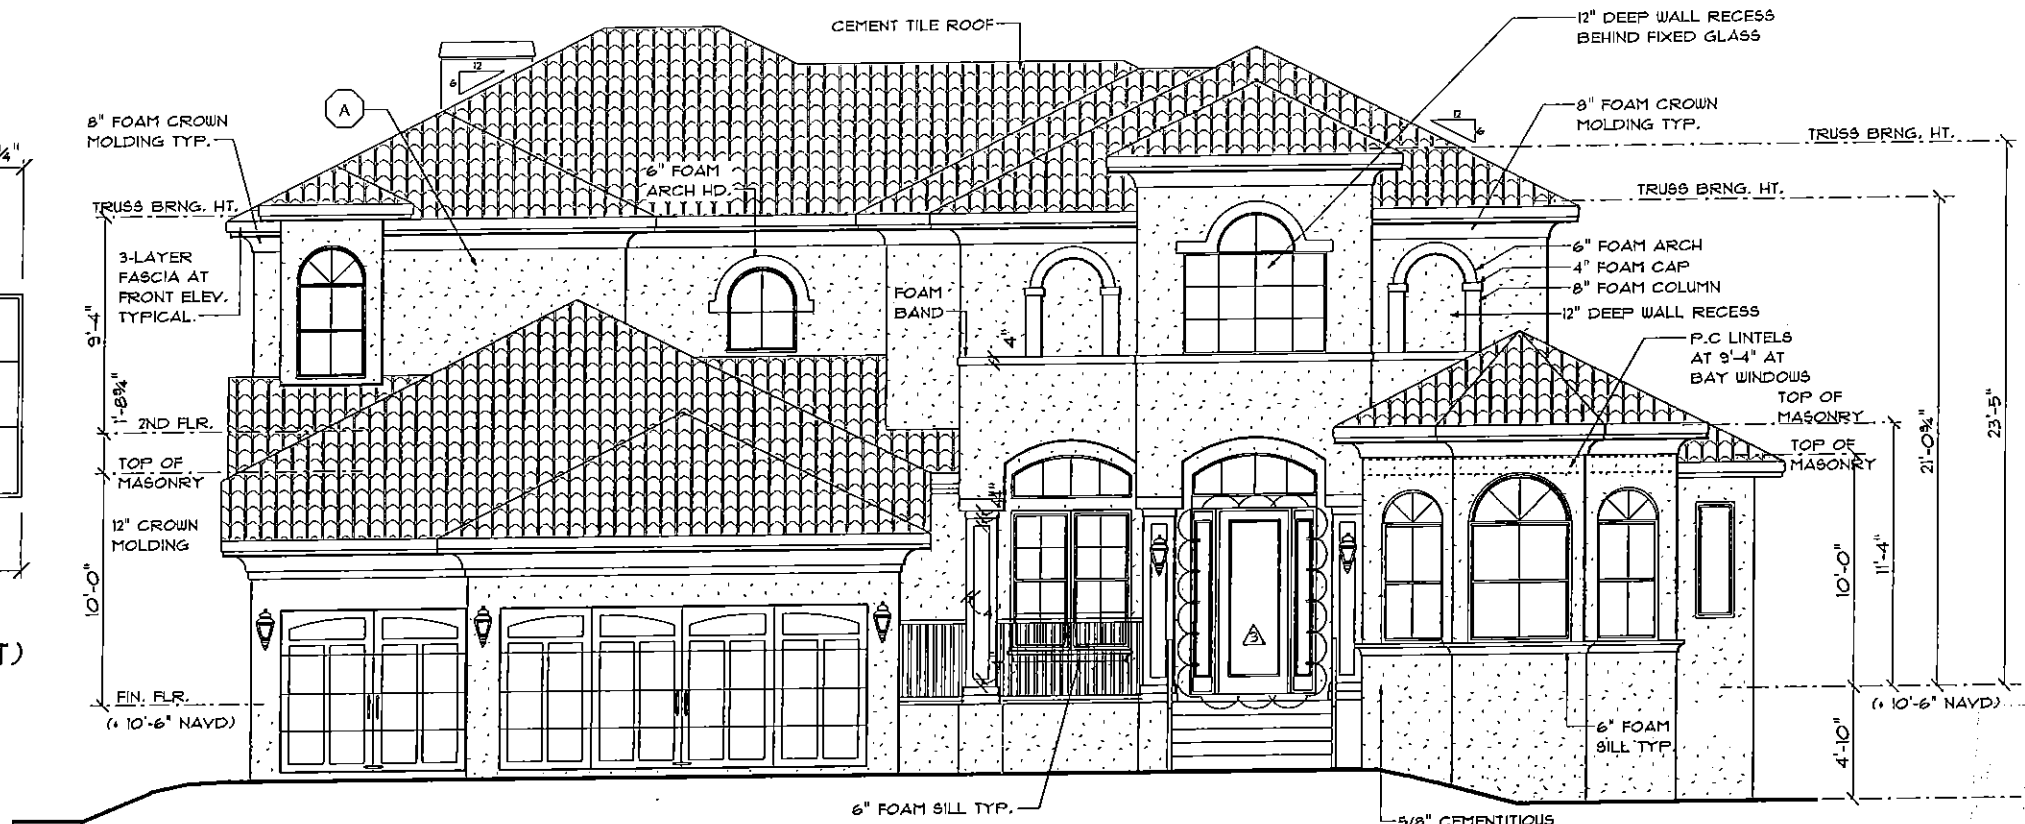 CEMENT TILE ROOF
12" DEEP WALL RECESS
BEHIND FIXED GLASS
12
6
A
8" FOAM CROWN
MOLDING TYP.
8" FOAM CROWN
MOLDING TYP.
12
6
TRUSS BRNG. HT.
6" FOAM
ARCH HD.
TRUSS BRNG. HT.
TRUSS BRNG. HT.
3-LAYER
FASCIA AT
FRONT ELEV.
TYPICAL.
9'-4"
FOAM
BAND
4"
6" FOAM ARCH
4" FOAM CAP
8" FOAM COLUMN
12" DEEP WALL RECESS
P.C LINTELS
AT 9'-4" AT
BAY WINDOWS
TOP OF
MASONRY
TOP OF
MASONRY
1'-8¾"
2ND FLR.
TOP OF
MASONRY
12" CROWN
MOLDING
10'-0"
21'-0¾"
23'-5"
10'-0"
11'-4"
3
FIN. FLR.
(+ 10'-6" NAVD)
(+ 10'-6" NAVD)
4'-10"
6" FOAM
SILL TYP.
6" FOAM SILL TYP.
5/8" CEMENTITIOUS